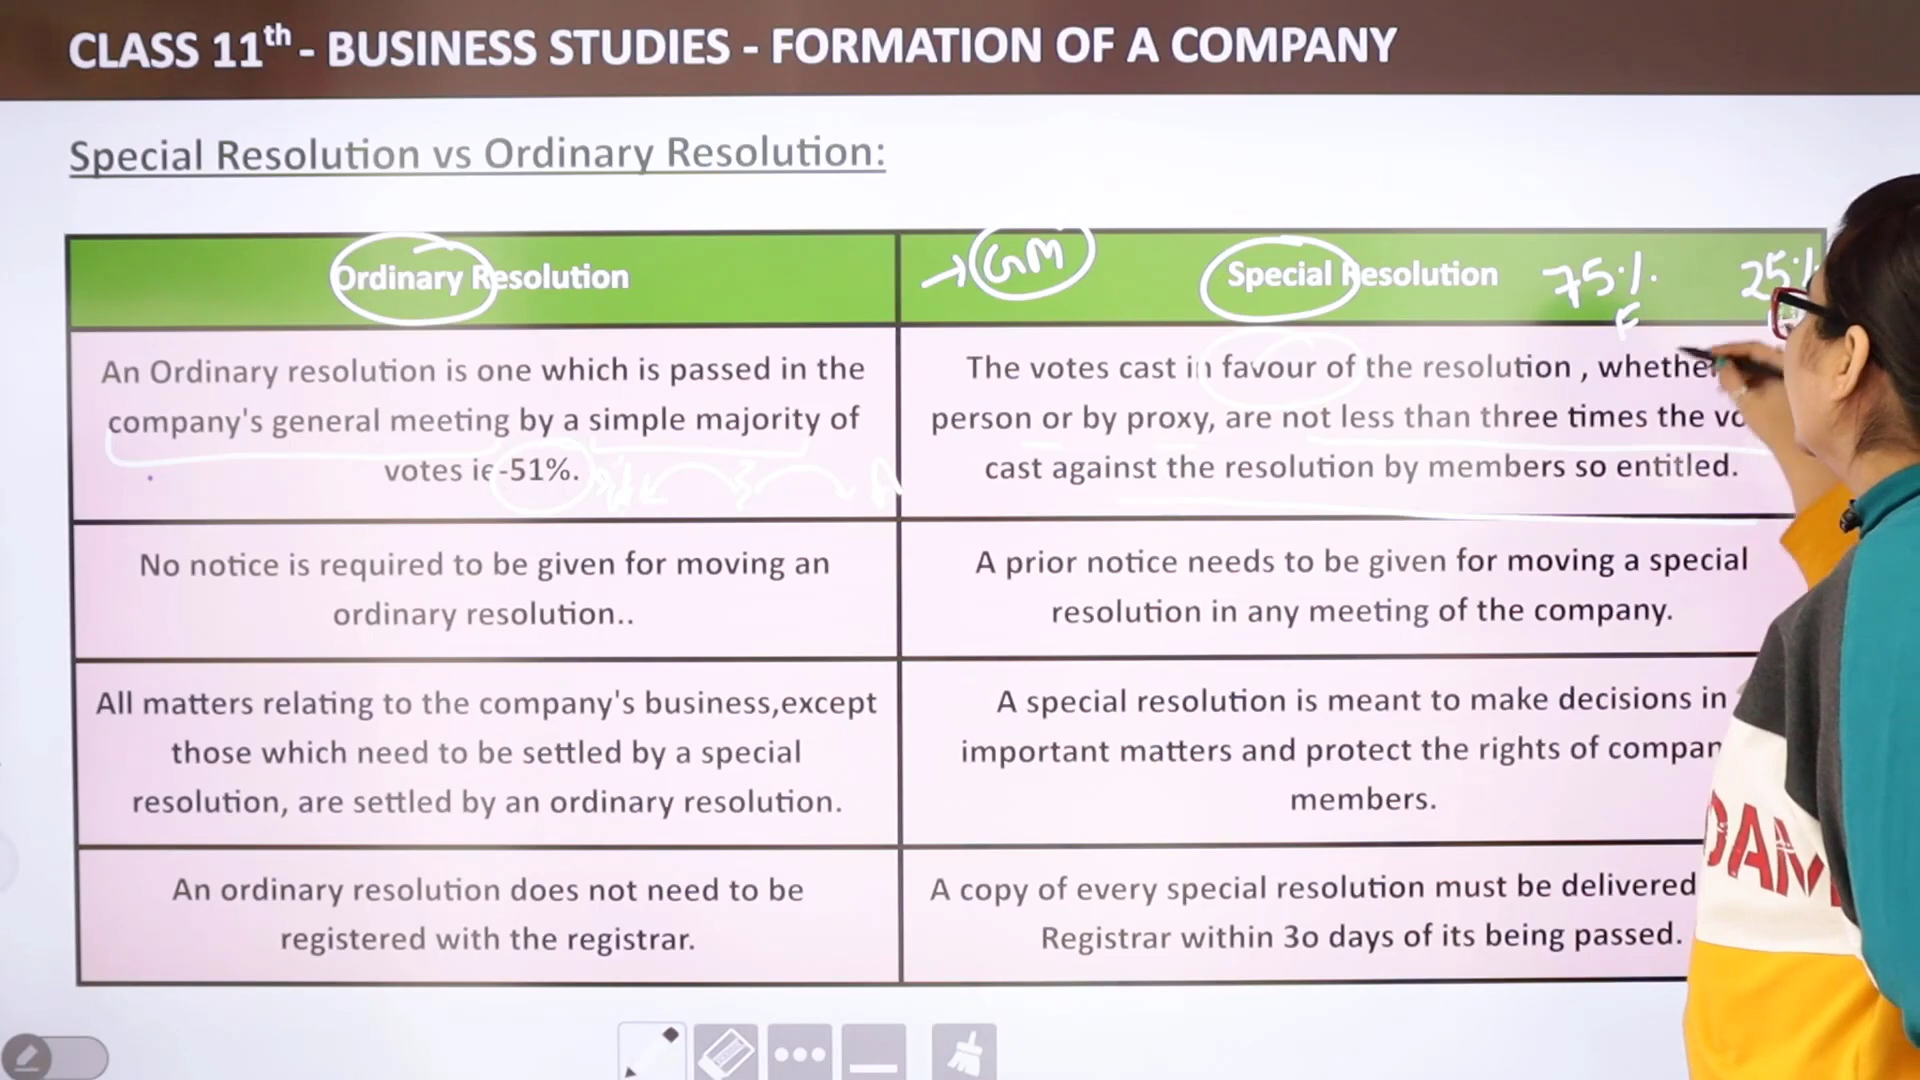 CLASS 11th - BUSINESS STUDIES - FORMATION OF A COMPANY
Special Resolution vs Ordinary Resolution:
Ordinary Resolution
An Ordinary resolution is one which is passed in the
company's general meeting by a simple majority of
votes ie-51%.
GM
Special Resolution
75%.
25%
F
The votes cast in favour of the resolution , whether
person or by proxy, are not less than three times the
cast against the resolution by members so entitled.
No notice is required to be given for moving an
ordinary resolution..
A prior notice needs to be given for moving a special
resolution in any meeting of the company.
All matters relating to the company's business,except
those which need to be settled by a special
resolution, are settled by an ordinary resolution.
A special resolution is meant to make decisions in
important matters and protect the rights of compan
members.
An ordinary resolution does not need to be
registered with the registrar.
A copy of every special resolution must be delivered
Registrar within 3o days of its being passed.